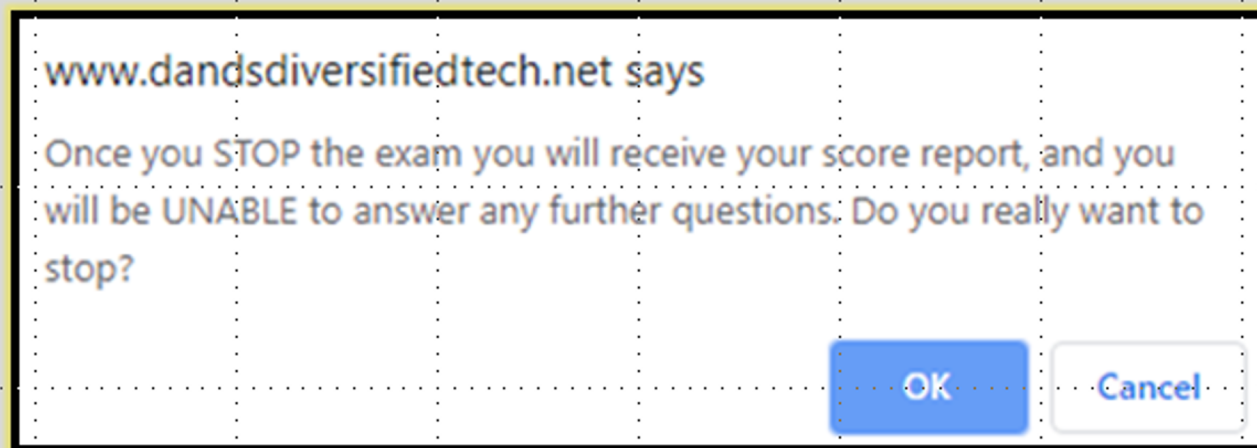 www.dandsdiversifiedtech.net says
Once you STOP the exam you will receive your score report, and you
will be UNABLE to answer any further questions. Do you really want to
stop?
OK
Cancel